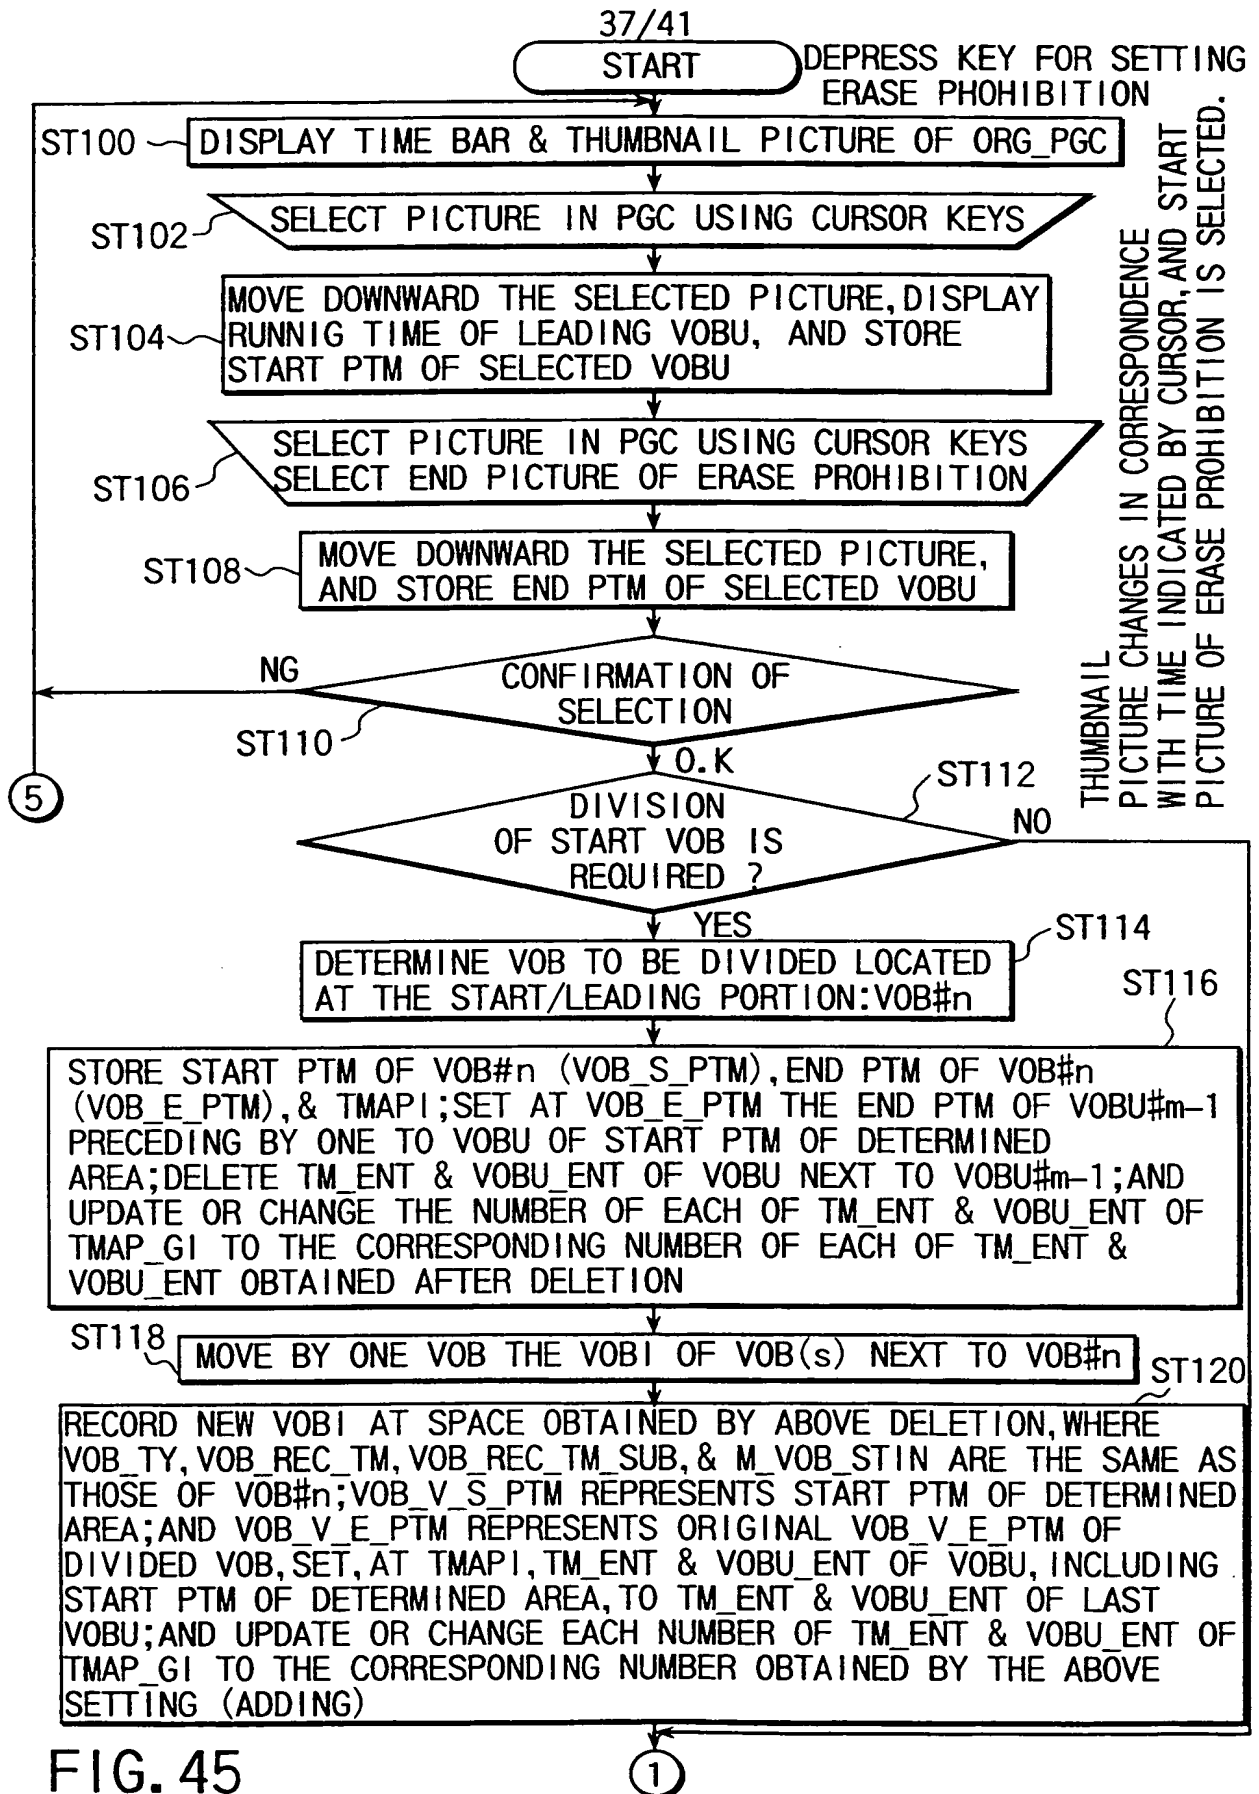 37/41
START
DEPRESS KEY FOR SETTING
ERASE PHOHIBITION
ST100
DISPLAY TIME BAR & THUMBNAIL PICTURE OF ORG_PGC
ST102
SELECT PICTURE IN PGC USING CURSOR KEYS
ST104
MOVE DOWNWARD THE SELECTED PICTURE, DISPLAY
RUNNIG TIME OF LEADING VOBU, AND STORE
START PTM OF SELECTED VOBU
ST106
SELECT PICTURE IN PGC USING CURSOR KEYS
SELECT END PICTURE OF ERASE PROHIBITION
ST108
MOVE DOWNWARD THE SELECTED PICTURE,
AND STORE END PTM OF SELECTED VOBU
THUMBNAIL
PICTURE CHANGES IN CORRESPONDENCE
WITH TIME INDICATED BY CURSOR, AND START
PICTURE OF ERASE PROHIBITION IS SELECTED.
NG
CONFIRMATION OF
SELECTION
ST110
O.K
5
ST112
DIVISION
OF START VOB IS
REQUIRED ?
NO
YES
ST114
DETERMINE VOB TO BE DIVIDED LOCATED
AT THE START/LEADING PORTION:VOB#n
ST116
STORE START PTM OF VOB#n (VOB_S_PTM), END PTM OF VOB#n
(VOB_E_PTM), & TMAPI;SET AT VOB_E_PTM THE END PTM OF VOBU#m-1
PRECEDING BY ONE TO VOBU OF START PTM OF DETERMINED
AREA;DELETE TM_ENT & VOBU_ENT OF VOBU NEXT TO VOBU#m-1;AND
UPDATE OR CHANGE THE NUMBER OF EACH OF TM_ENT & VOBU_ENT OF
TMAP_GI TO THE CORRESPONDING NUMBER OF EACH OF TM_ENT &
VOBU_ENT OBTAINED AFTER DELETION
ST118
MOVE BY ONE VOB THE VOBI OF VOB(s) NEXT TO VOB#n
ST120
RECORD NEW VOBI AT SPACE OBTAINED BY ABOVE DELETION, WHERE
VOB_TY, VOB_REC_TM, VOB_REC_TM_SUB, & M_VOB_STIN ARE THE SAME AS
THOSE OF VOB#n;VOB_V_S_PTM REPRESENTS START PTM OF DETERMINED
AREA;AND VOB_V_E_PTM REPRESENTS ORIGINAL VOB_V_E_PTM OF
DIVIDED VOB, SET, AT TMAPI, TM_ENT & VOBU_ENT OF VOBU, INCLUDING
START PTM OF DETERMINED AREA, TO TM_ENT & VOBU_ENT OF LAST
VOBU;AND UPDATE OR CHANGE EACH NUMBER OF TM_ENT & VOBU_ENT OF
TMAP_GI TO THE CORRESPONDING NUMBER OBTAINED BY THE ABOVE
SETTING (ADDING)
FIG. 45
1